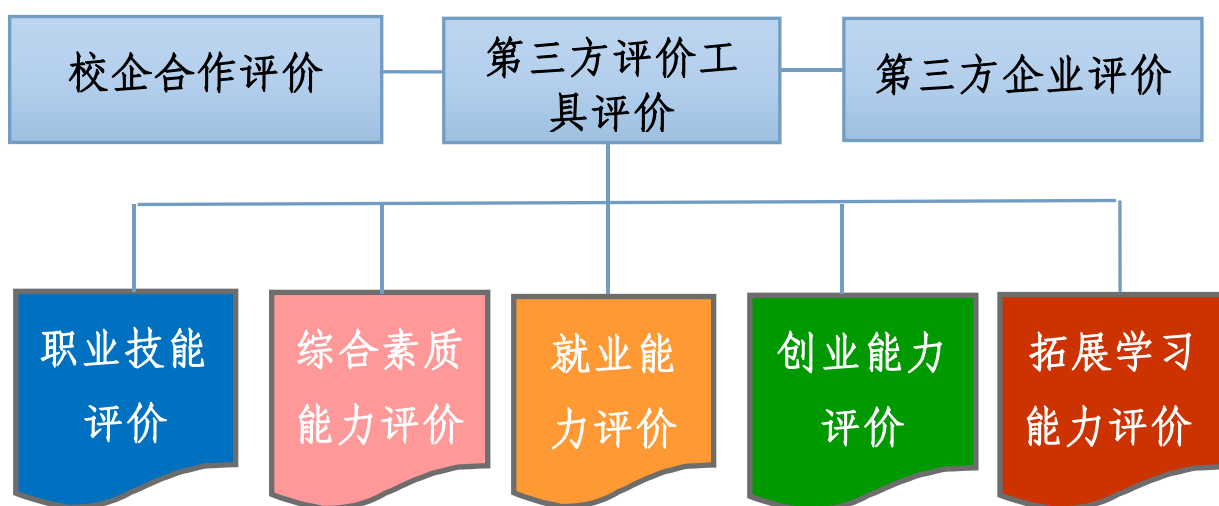 校企合作评价
第三方评价工
具评价
第三方企业评价
职业技能
评价
综合素质
能力评价
就业能
力评价
创业能力
评价
拓展学习
能力评价